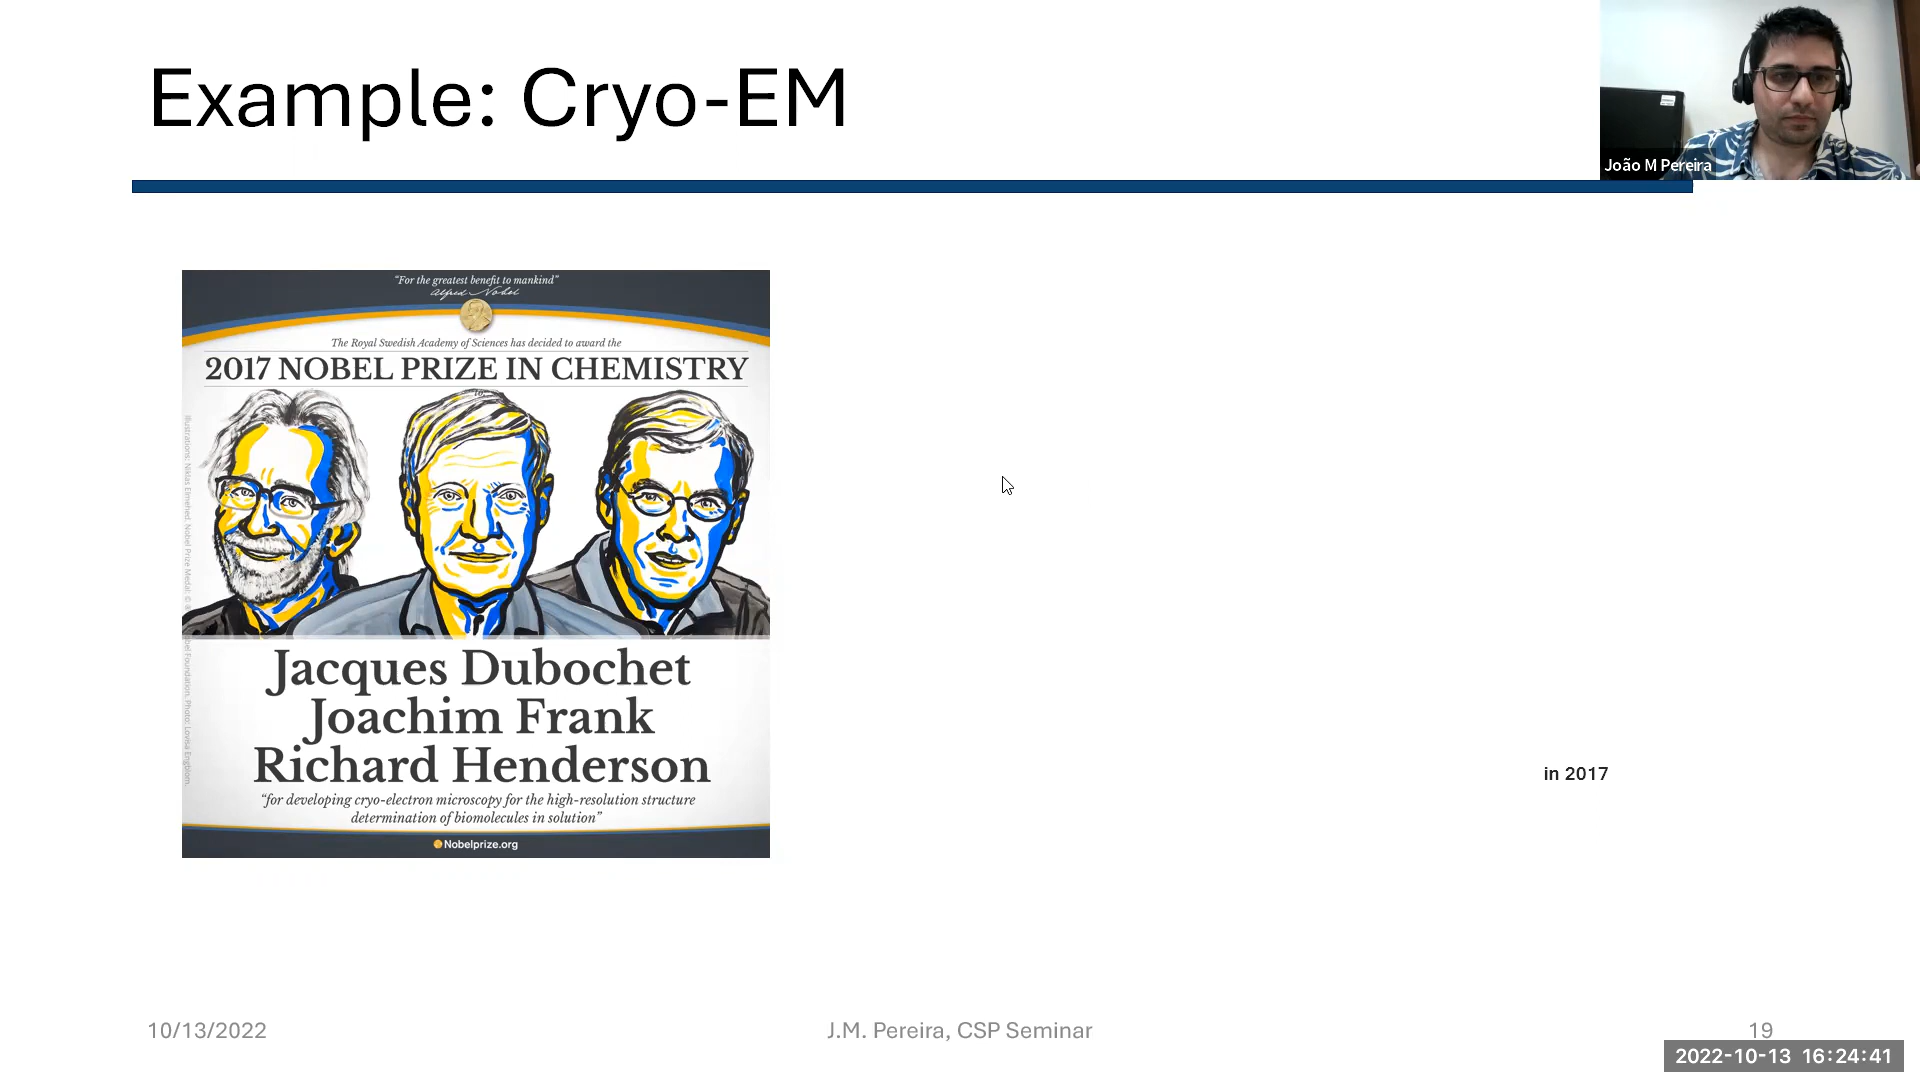 Example: Cryo-EM
João M Pereira
“For the greatest benefit to mankind”
Alfred Nobel
The Royal Swedish Academy of Sciences has decided to award the
2017 NOBEL PRIZE IN CHEMISTRY
to
Jacques Dubochet
Joachim Frank
Richard Henderson
“for developing cryo-electron microscopy for the high-resolution structure
determination of biomolecules in solution”
Nobelprize.org
in 2017
10/13/2022
J.M. Pereira, CSP Seminar
19
2022-10-13 16:24:41